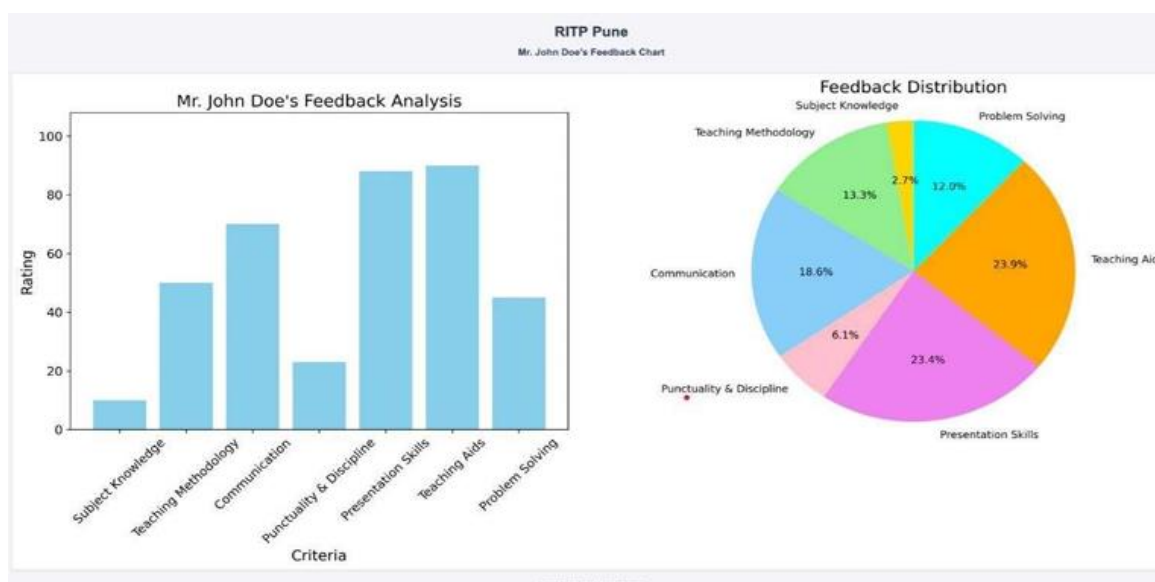 RITP Pune
Mr. John Doe's Feedback Chart
Mr. John Doe's Feedback Analysis
100
80
60
40
20
0
Rating
Subject Knowledge
Teaching Methodology
Communication
Punctuality & Discipline
Presentation Skills
Teaching Aids
Problem Solving
Criteria
Feedback Distribution
Subject Knowledge
Problem Solving
Teaching Methodology
2.7%
12.0%
13.3%
Teaching Aid
23.9%
Communication
18.6%
6.1%
23.4%
Punctuality & Discipline
Presentation Skills